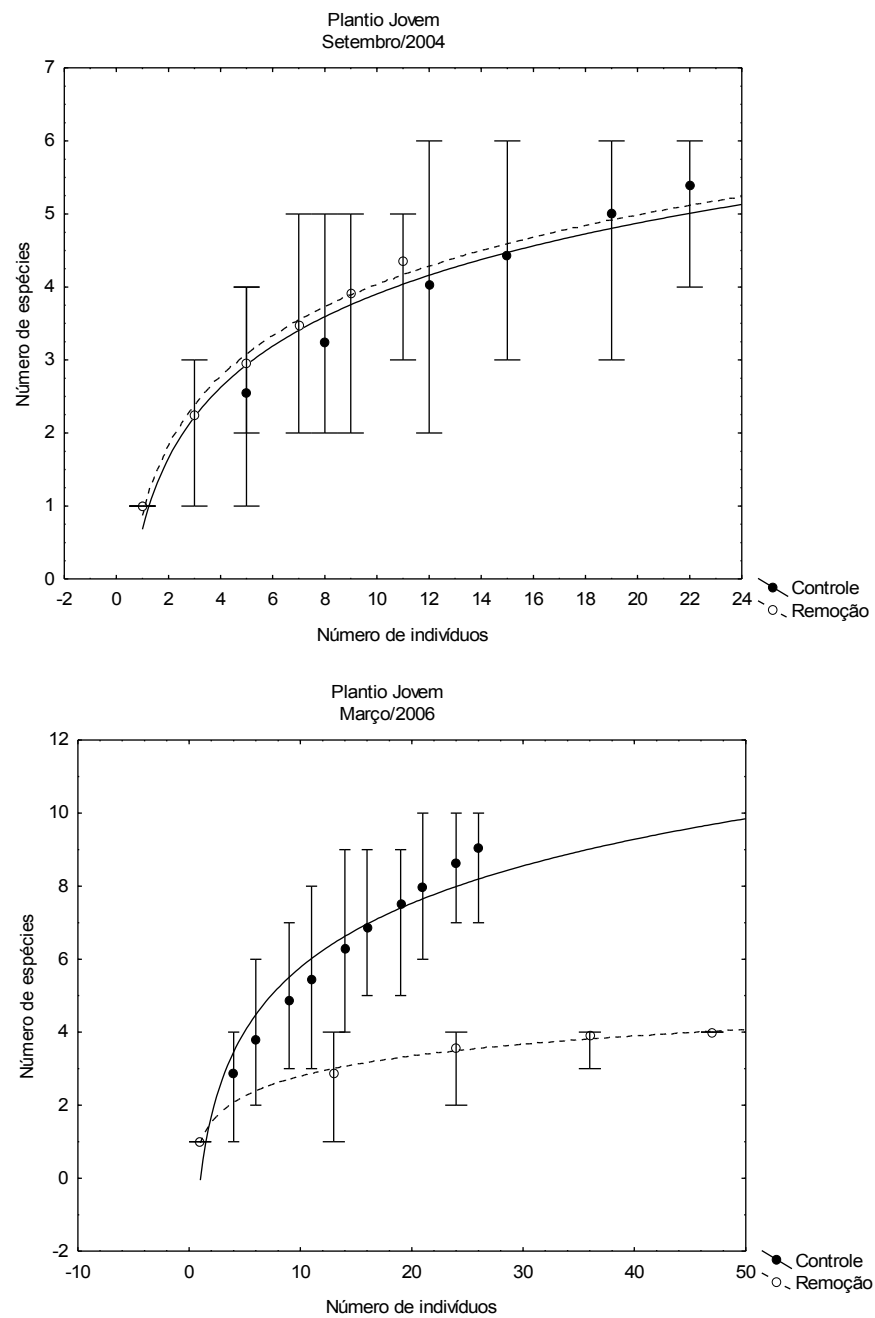 Plantio Jovem
Setembro/2004
7
6
5
4
3
2
1
0
Número de espécies
-2 0 2 4 6 8 10 12 14 16 18 20 22 24
Número de indivíduos
Controle
Remoção
Plantio Jovem
Março/2006
12
10
8
6
4
2
0
-2
Número de espécies
-10 0 10 20 30 40 50
Número de indivíduos
Controle
Remoção